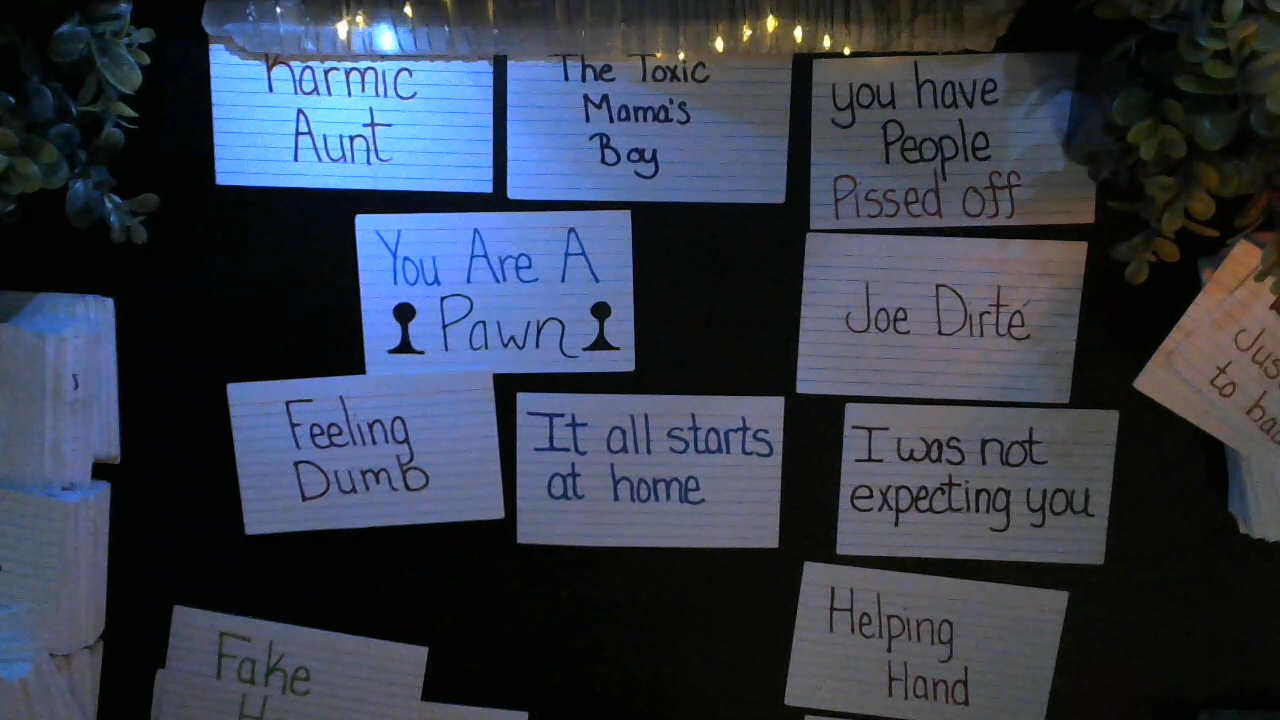 Karmic
Aunt
The Toxic
Mama's
Boy
you have
People
Pissed off
You Are A
Pawn
Joe Dirté
Feeling
Dumb
It all starts
at home
I was not
expecting you
Helping
Hand
Fake
to